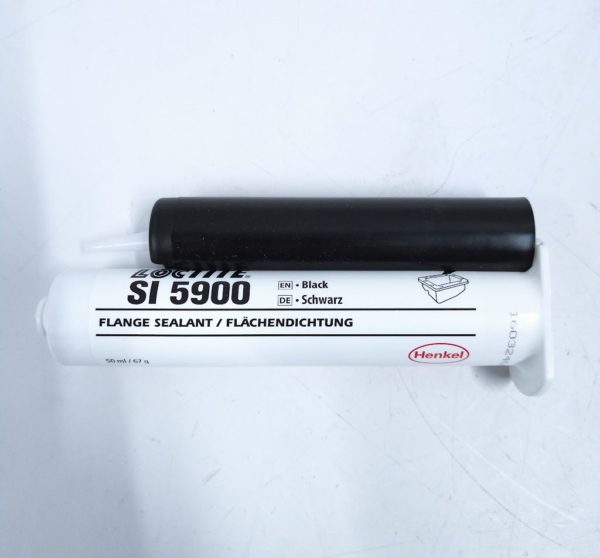 LOCTITE
SI 5900
EN • Black
DE • Schwarz
FLANGE SEALANT / FLÄCHENDICHTUNG
Henkel
50 ml / 67 g